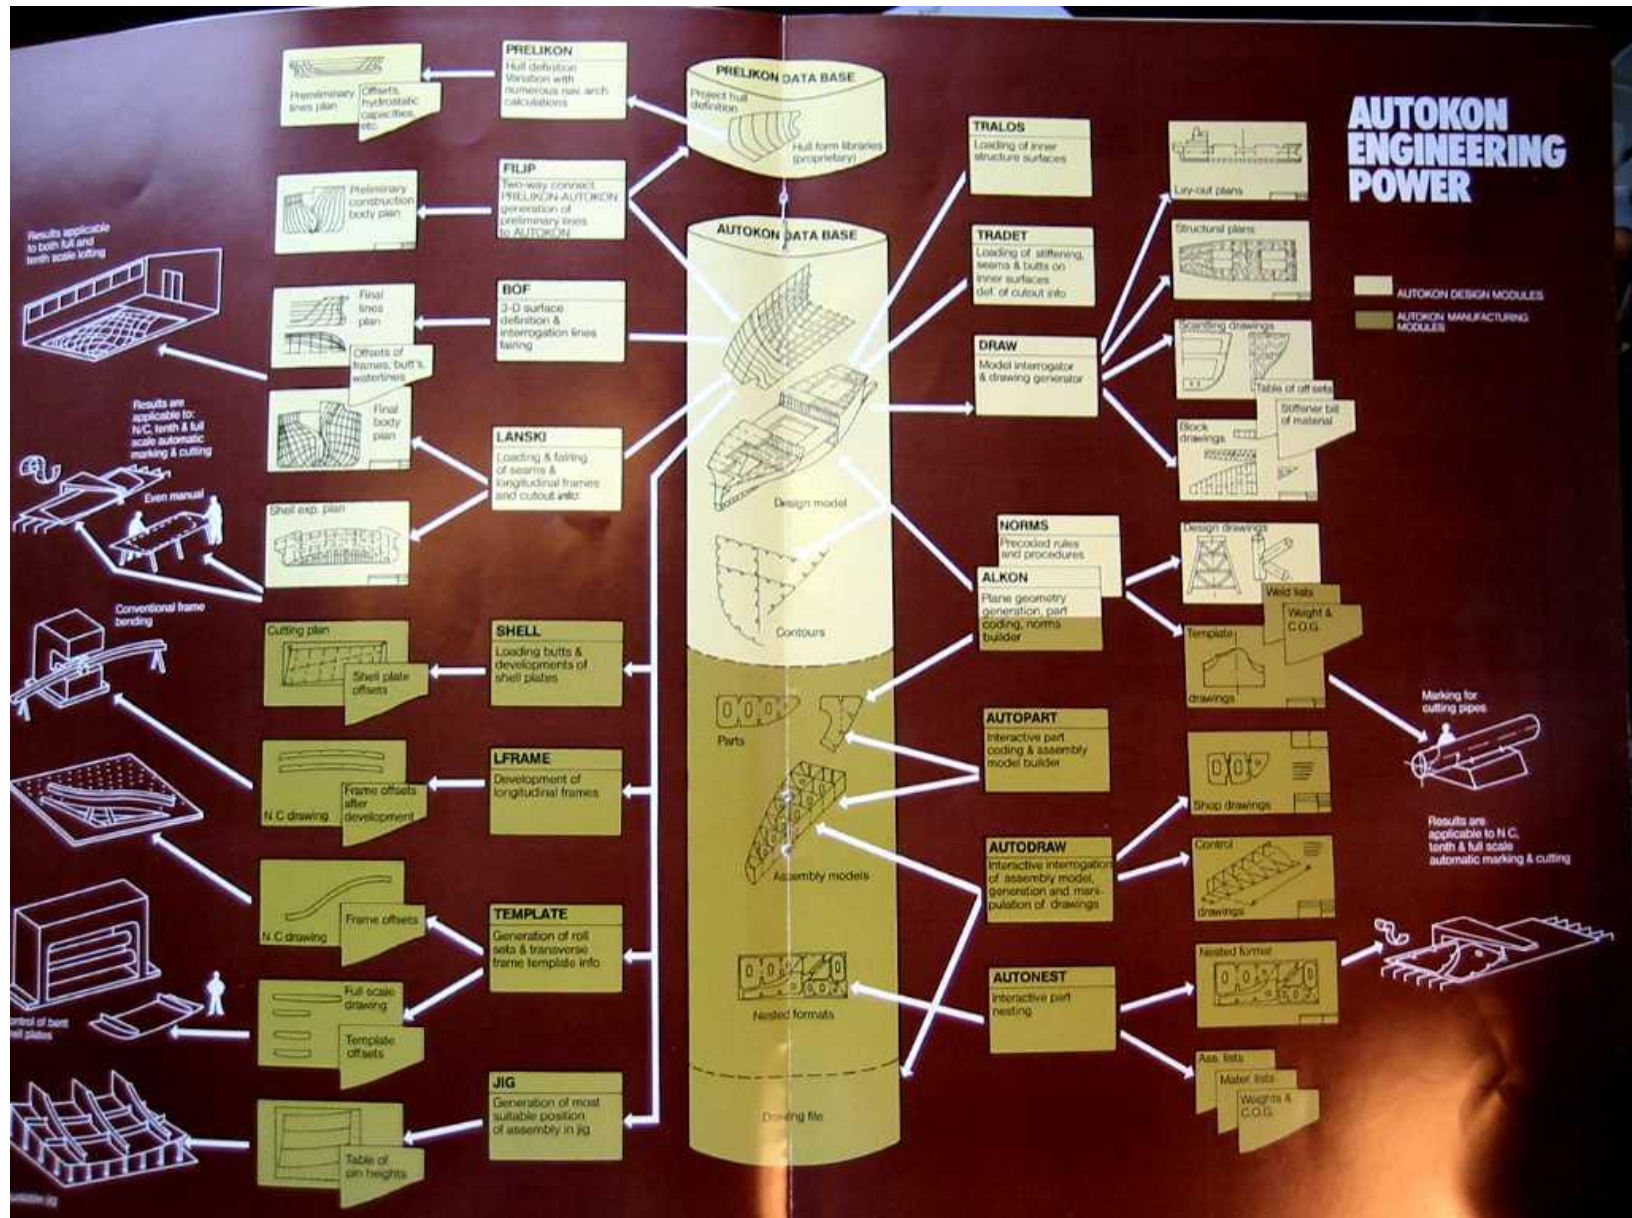 AUTOKON
ENGINEERING
POWER
AUTOKON DESIGN MODULES
AUTOKON MANUFACTURING
MODULES
PRELIKON
Hull definition
Variation with
numerous nav. arch.
calculations
Premliminary
lines plan
Offsets,
hydrostatic
capacities,
etc.
FILIP
Two-way connect.
PRELIKON-AUTOKON
generation of
preliminary lines
to AUTOKON
Preliminary
construction
body plan
BOF
3-D surface
definition &
interrogation lines
fairing
Final
lines
plan
Offsets of
frames, butt's,
waterlines
Results applicable
to both full and
tenth scale lofting
LANSKI
Loading & fairing
of seams &
longitudinal frames
and cutout info:
Final
body
plan
Shell exp. plan
Results are
applicable to:
N/C, tenth & full
scale automatic
marking & cutting
Even manual
SHELL
Loading butts &
developments of
shell plates
Cutting plan
Shell plate
offsets
Conventional frame
bending
LFRAME
Development of
longitudinal frames
N.C drawing
Frame offsets
after
development
TEMPLATE
Generation of roll
sets & transverse
frame template info
N.C drawing
Frame offsets
Full scale
drawing
Template
offsets
ontrol of bent
ell plates
JIG
Generation of most
suitable position
of assembly in jig
Table of
pin heights
jig
PRELIKON DATA BASE
Project hull
definition
Hull form libraries
(proprietary)
AUTOKON DATA BASE
Design model
Contours
Parts
Assembly models
Nested formats
Drawing file
TRALOS
Loading of inner
structure surfaces
TRADET
Loading of stiffening,
seams & butts on
inner surfaces
def. of cutout info
DRAW
Model interrogator
& drawing generator
Lay-out plans
Structural plans
Scantling drawings
Table of offsets
Stiffener bill
of material
Block
drawings
NORMS
Precoded rules
and procedures
ALKON
Plane geometry
generation, part
coding, norms
builder
Design drawings
Weld lists
Weight &
C.O.G.
Template
drawings
Marking for
cutting pipes
AUTOPART
Interactive part
coding & assembly
model builder
AUTODRAW
Interactive interrogation
of assembly model,
generation and mani-
pulation of drawings
Shop drawings
Control
drawings
AUTONEST
Interactive part
nesting
Nested format
Ass. lists
Mater. lists
Weights &
C.O.G.
Results are
applicable to N C,
tenth & full scale
automatic marking & cutting